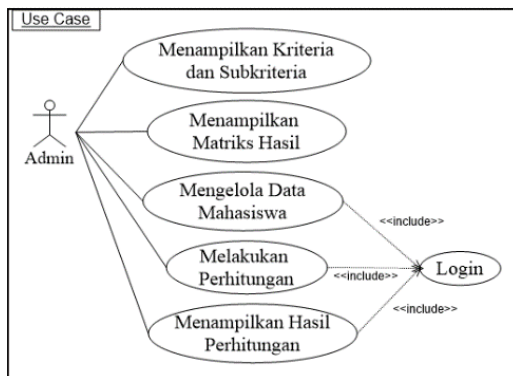 Use Case
Menampilkan Kriteria
dan Subkriteria
Admin
Menampilkan
Matriks Hasil
Mengelola Data
Mahasiswa
<<include>>
Melakukan
Perhitungan
<<include>>
Login
Menampilkan Hasil
Perhitungan
<<include>>